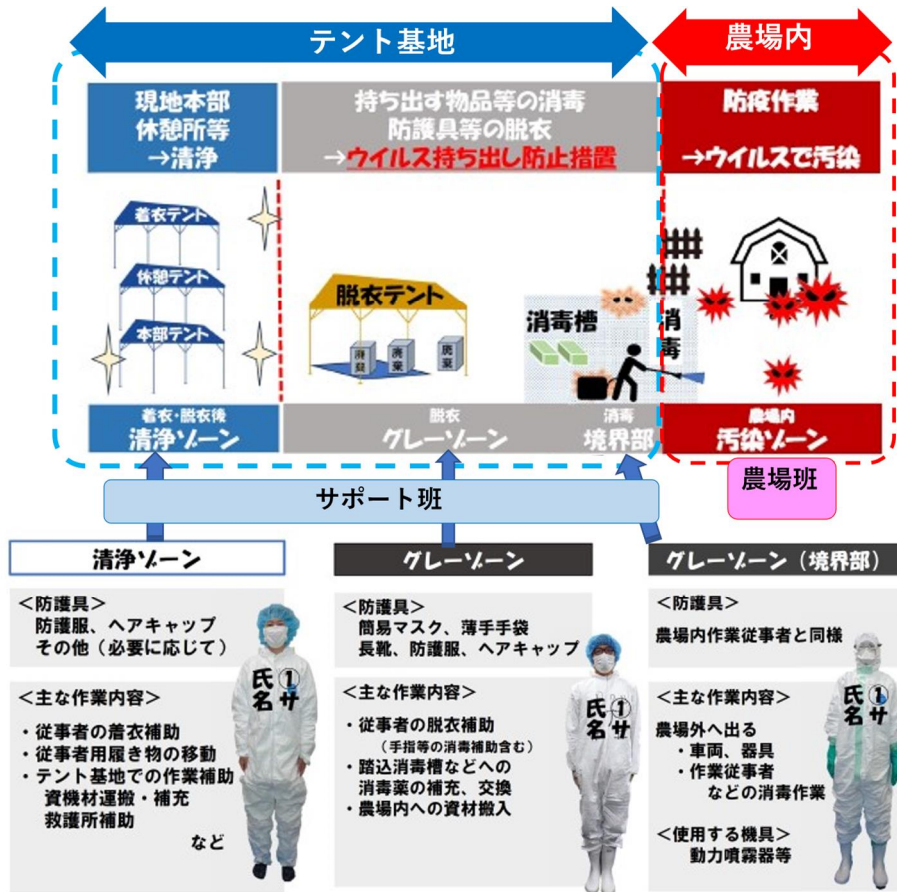 テント基地
農場内
現地本部
休憩所等
→清浄
持ち出す物品等の消毒
防護具等の脱衣
→ウイルス持ち出し防止措置
防疫作業
→ウイルスで汚染
着衣テント
休憩テント
本部テント
脱衣テント
廃棄
廃棄
廃棄
消毒槽
消毒
着衣・脱衣後
清浄ゾーン
脱衣
グレーゾーン
消毒
境界部
農場内
汚染ゾーン
サポート班
農場班
清浄ゾーン
<防護具>
防護服、ヘアキャップ
その他(必要に応じて)
<主な作業内容>
・従事者の着衣補助
・従事者用履き物の移動
・テント基地での作業補助
資機材運搬・補充
救護所補助
など
氏名
①サ
グレーゾーン
<防護具>
簡易マスク、薄手手袋
長靴、防護服、ヘアキャップ
<主な作業内容>
・従事者の脱衣補助
(手指等の消毒補助含む)
・踏込消毒槽などへの
消毒薬の補充、交換
・農場内への資材搬入
氏名
①サ
グレーゾーン(境界部)
<防護具>
農場内作業従事者と同様
<主な作業内容>
農場外へ出る
・車両、器具
・作業従事者
などの消毒作業
<使用する機具>
動力噴霧器等
氏名
①サ